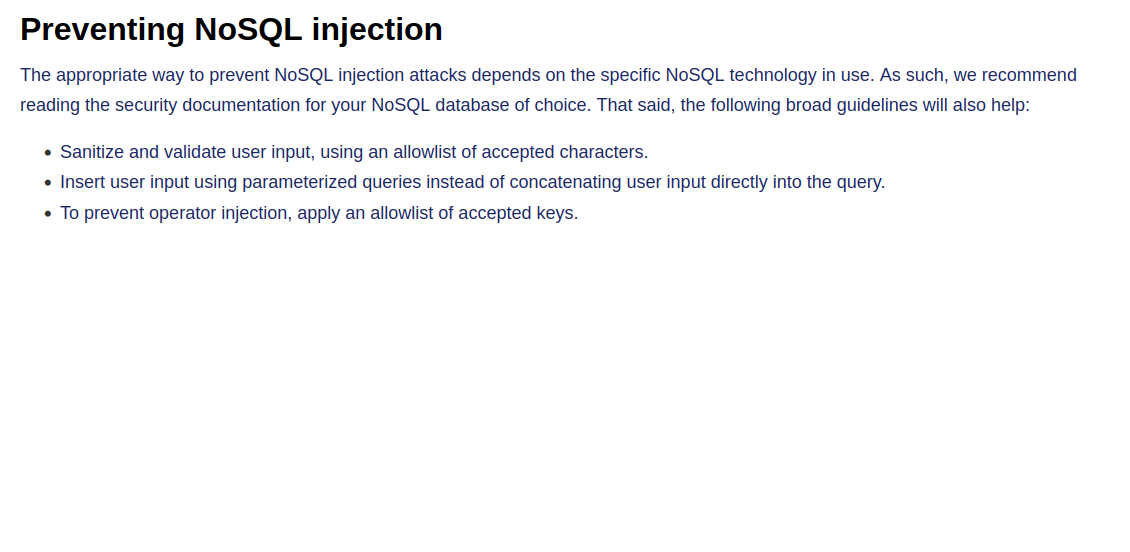 Preventing NoSQL injection
The appropriate way to prevent NoSQL injection attacks depends on the specific NoSQL technology in use. As such, we recommend
reading the security documentation for your NoSQL database of choice. That said, the following broad guidelines will also help:
• Sanitize and validate user input, using an allowlist of accepted characters.
• Insert user input using parameterized queries instead of concatenating user input directly into the query.
• To prevent operator injection, apply an allowlist of accepted keys.